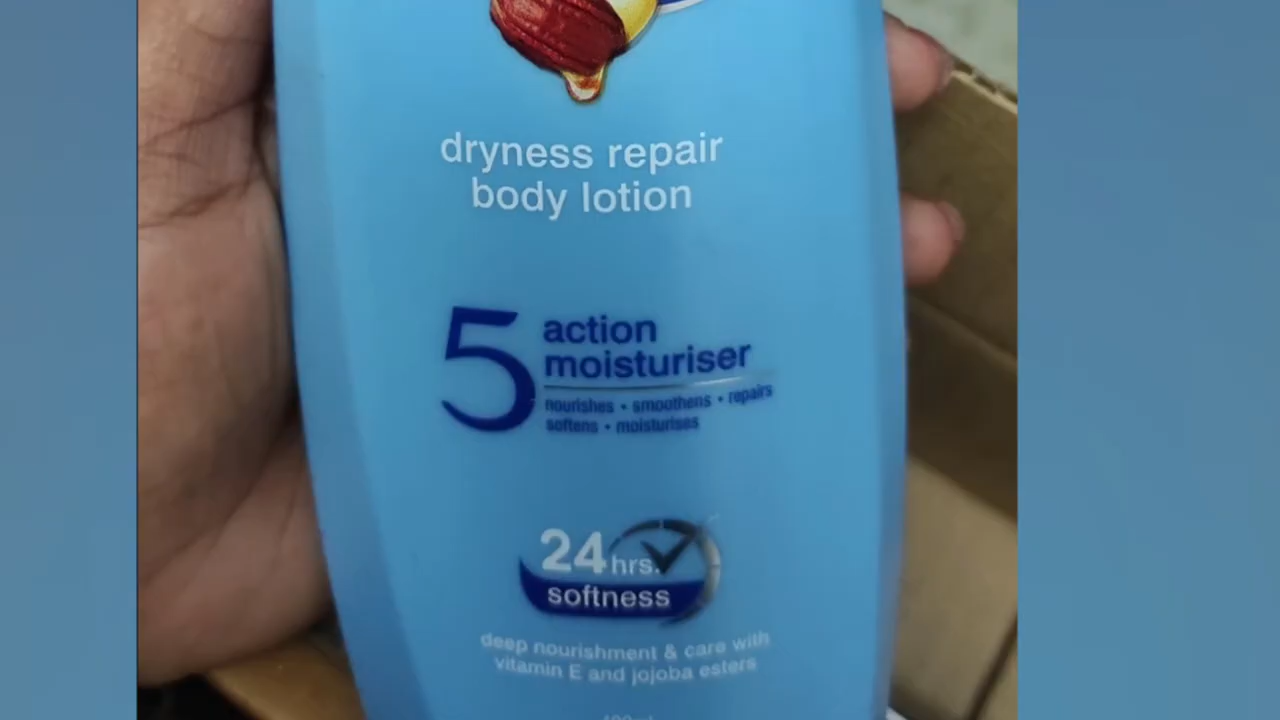 dryness repair
body lotion
5 action
moisturiser
nourishes • smoothens • repairs
softens • moisturises
24 hrs.
softness
deep nourishment & care with
vitamin E and jojoba esters